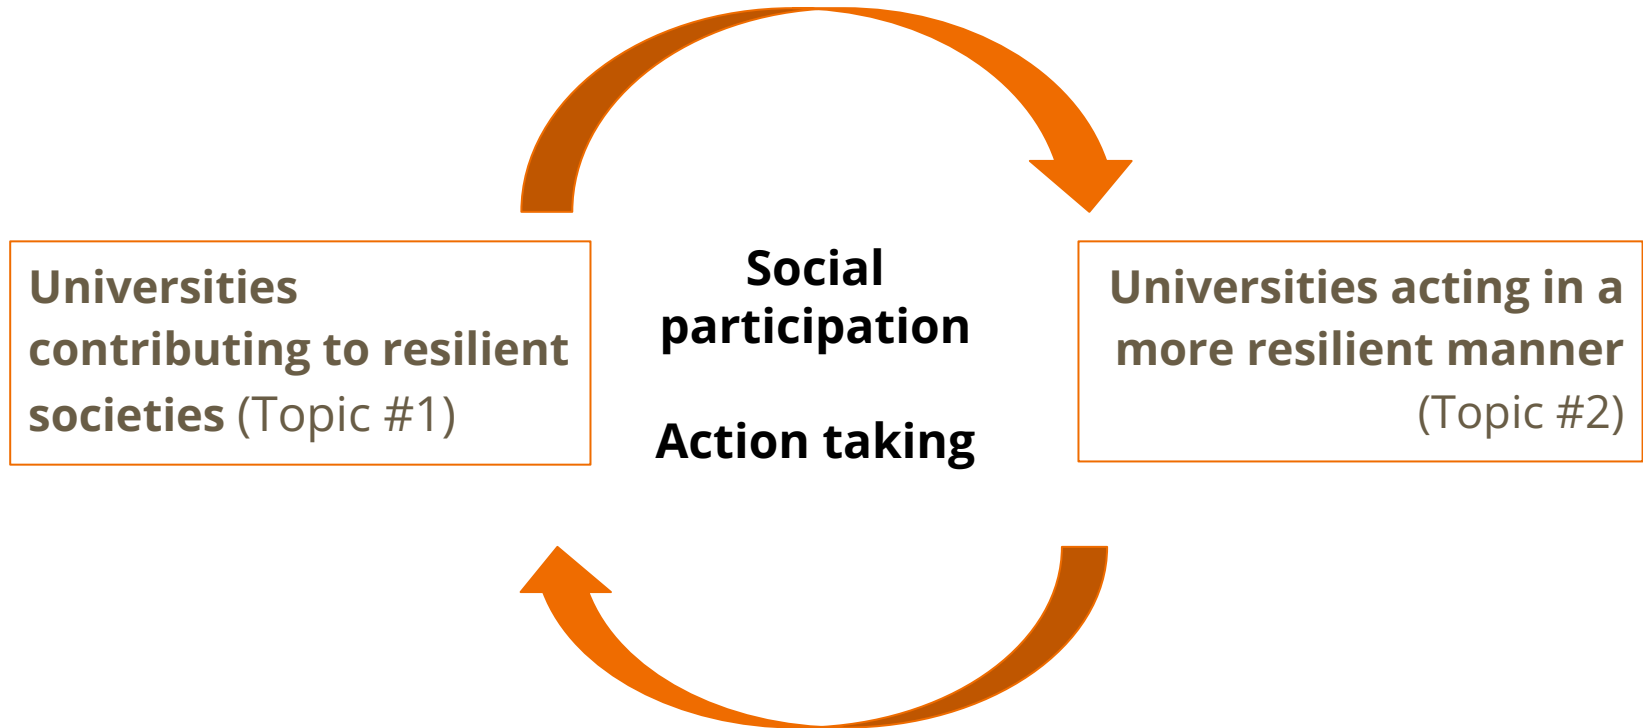 Universities
contributing to resilient
societies (Topic #1)
Social
participation
Action taking
Universities acting in a
more resilient manner
(Topic #2)